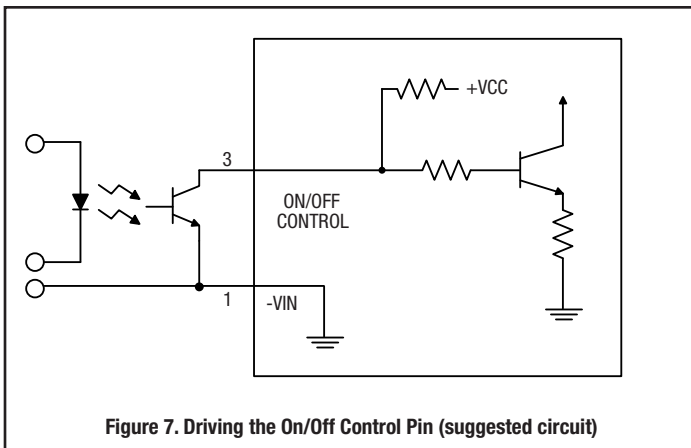 +VCC
3
ON/OFF
CONTROL
1
-VIN
Figure 7. Driving the On/Off Control Pin (suggested circuit)